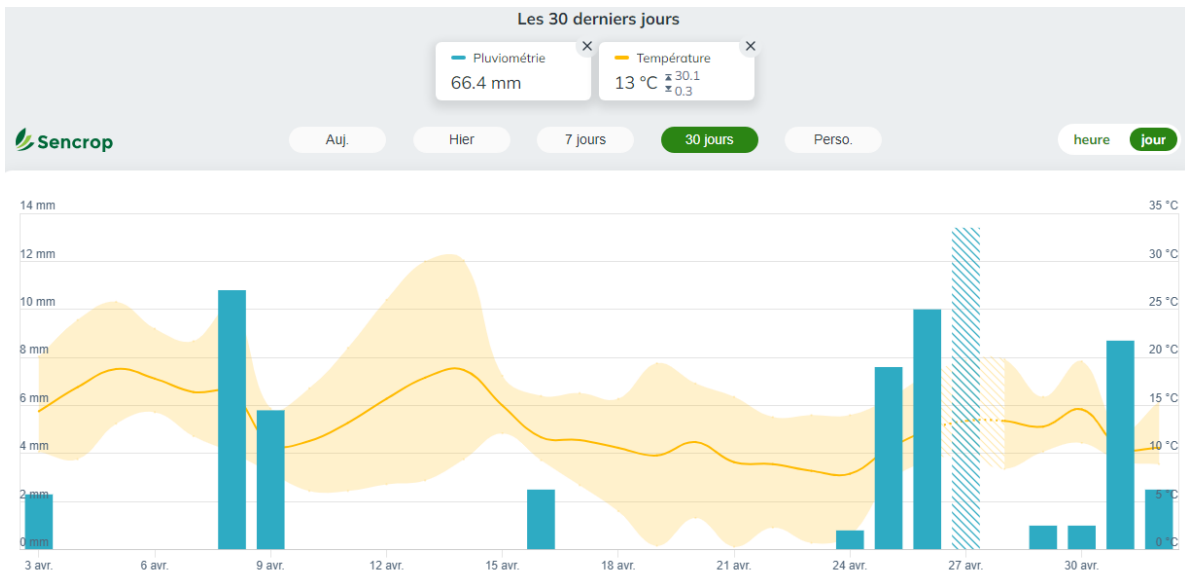 Les 30 derniers jours
Pluviométrie
66.4 mm
Température
13 °C 30.1
0.3
Sencrop
Auj. Hier 7 jours 30 jours Perso. heure jour
14 mm 35 °C
12 mm 30 °C
10 mm 25 °C
8 mm 20 °C
6 mm 15 °C
4 mm 10 °C
2 mm 5 °C
0 mm 0 °C
3 avr. 6 avr. 9 avr. 12 avr. 15 avr. 18 avr. 21 avr. 24 avr. 27 avr. 30 avr.